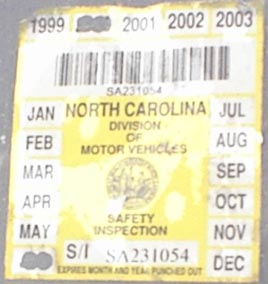 1999 2001 2002 2003
SA231054
JAN NORTH CAROLINA JUL
DIVISION
FEB OF AUG
MOTOR VEHICLES
MAR SEP
APR OCT
SAFETY
MAY INSPECTION NOV
S/I SA231054 DEC
EXPIRES MONTH AND YEAR PUNCHED OUT